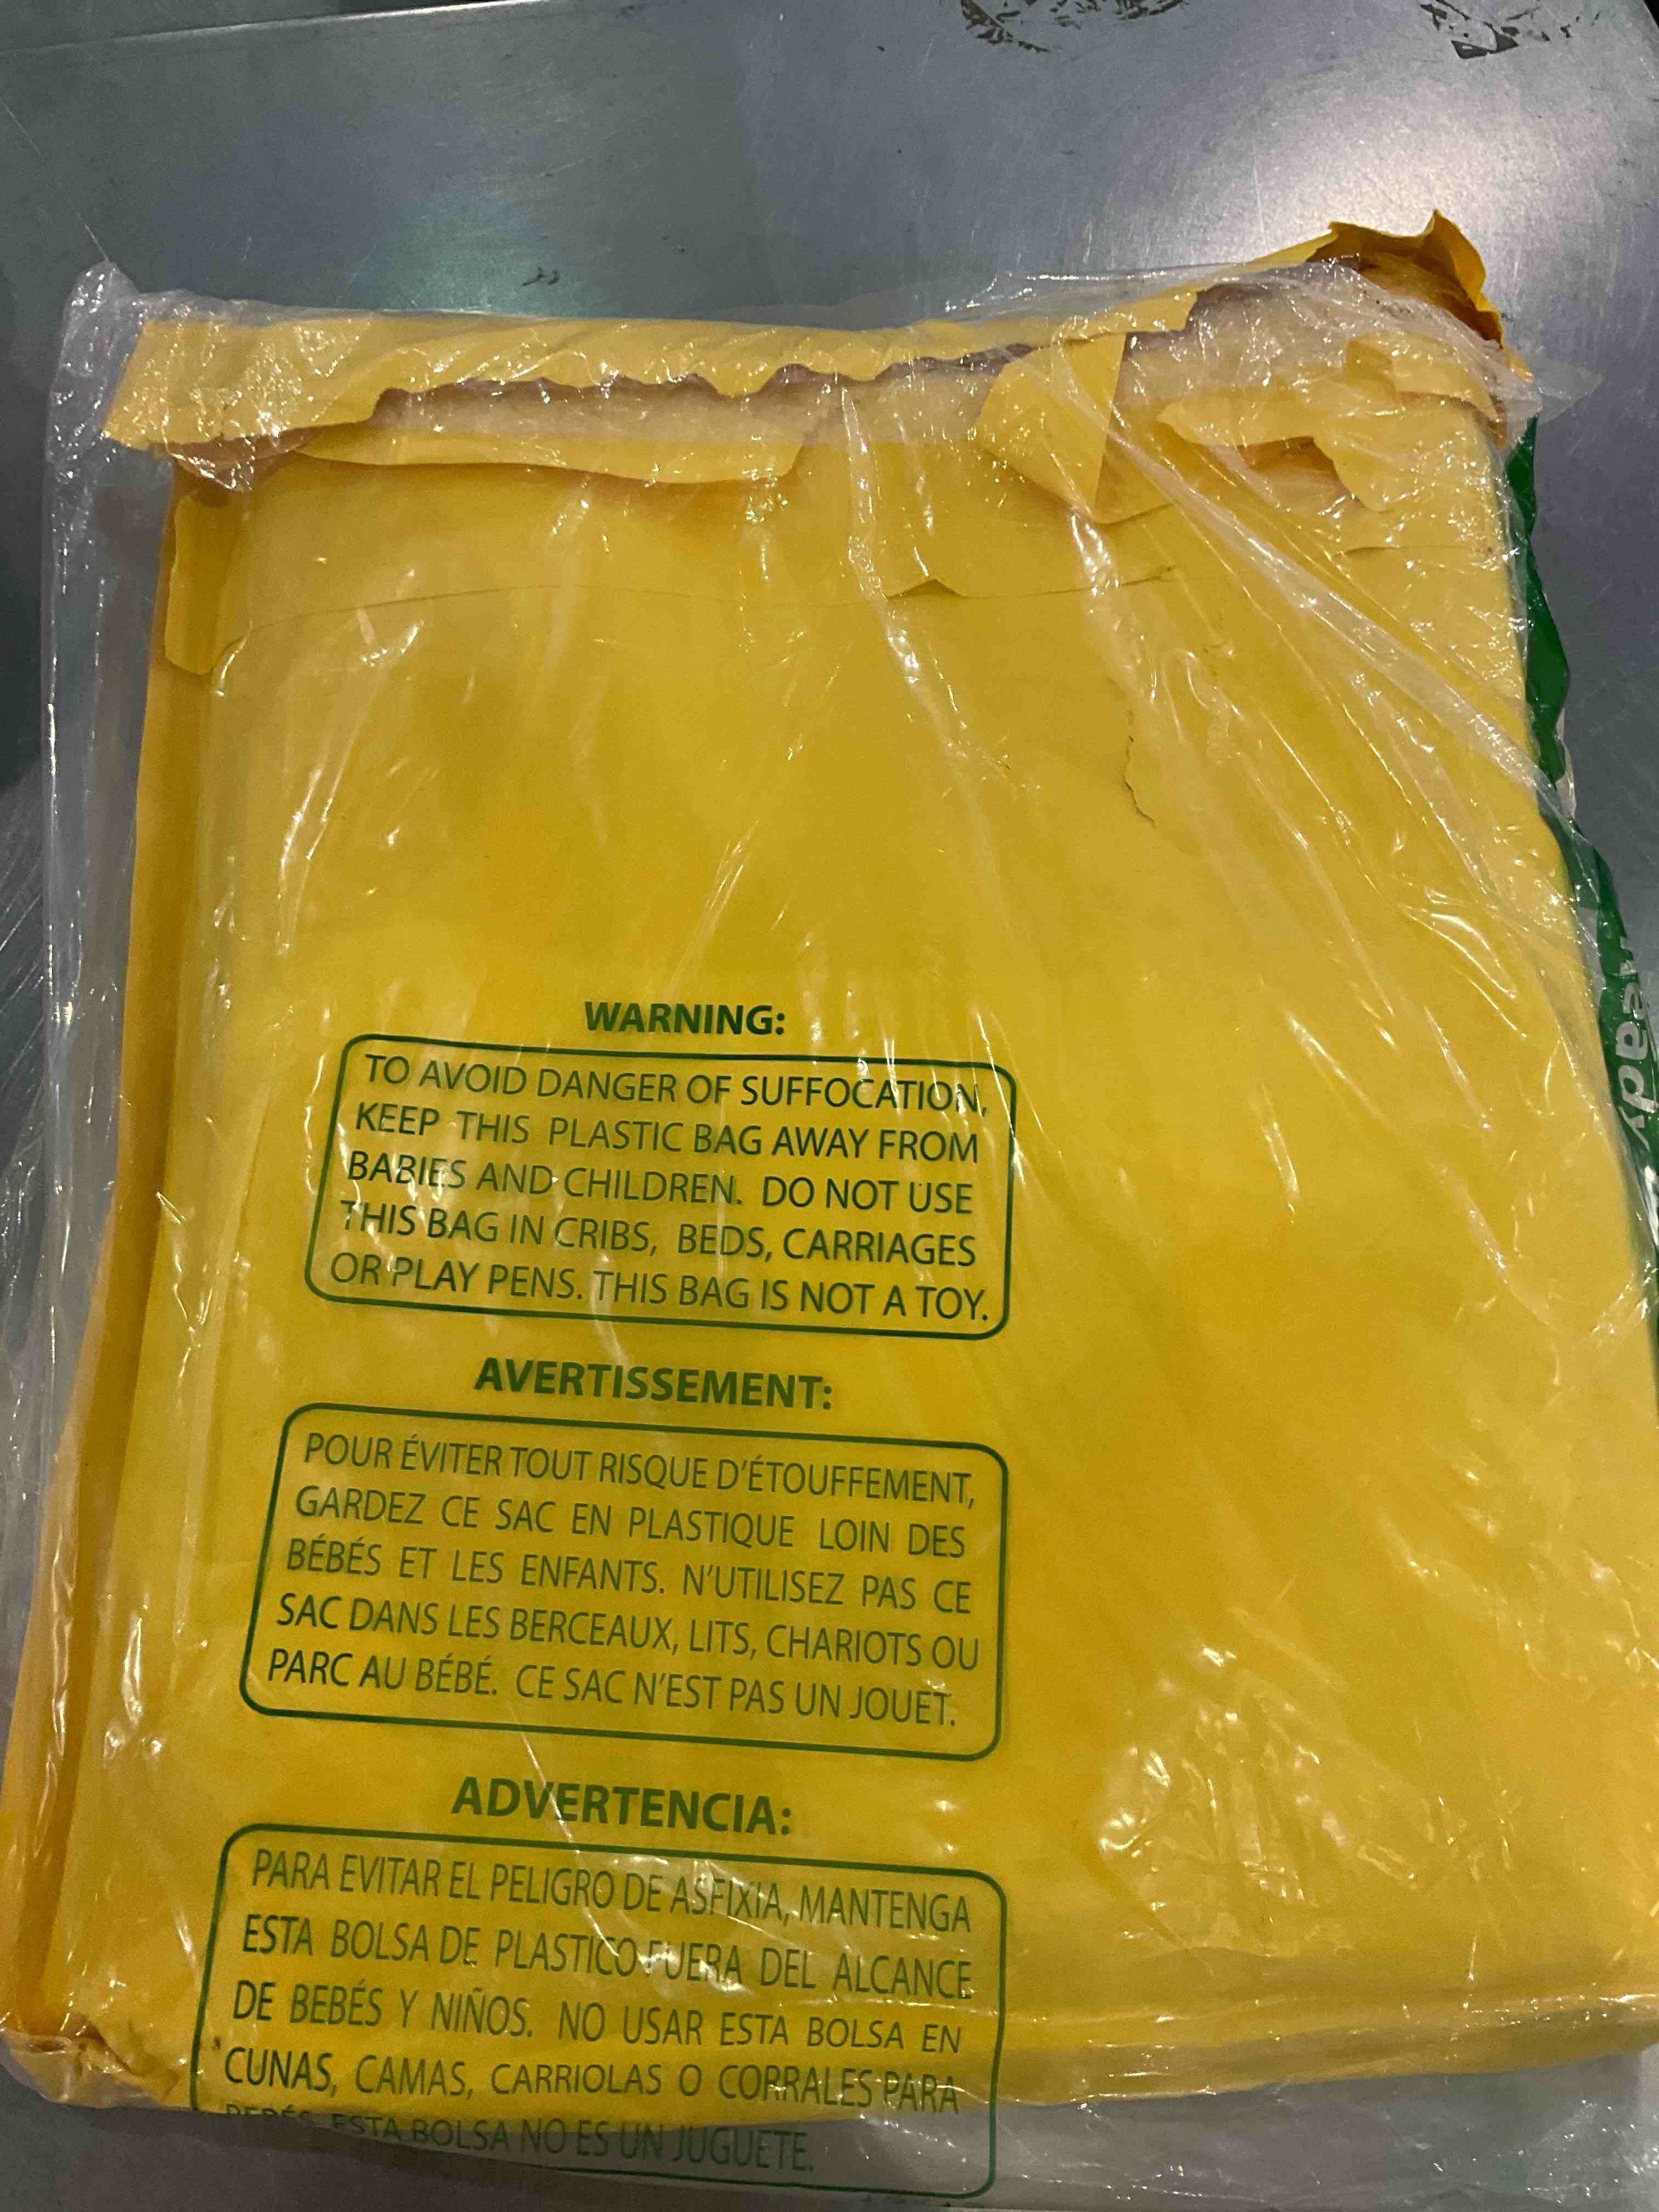 WARNING:
TO AVOID DANGER OF SUFFOCATION,
KEEP THIS PLASTIC BAG AWAY FROM
BABIES AND CHILDREN. DO NOT USE
THIS BAG IN CRIBS, BEDS, CARRIAGES
OR PLAY PENS. THIS BAG IS NOT A TOY.
AVERTISSEMENT:
POUR ÉVITER TOUT RISQUE D'ÉTOUFFEMENT,
GARDEZ CE SAC EN PLASTIQUE LOIN DES
BÉBÉS ET LES ENFANTS. N'UTILISEZ PAS CE
SAC DANS LES BERCEAUX, LITS, CHARIOTS OU
PARC AU BÉBÉ. CE SAC N'EST PAS UN JOUET.
ADVERTENCIA:
PARA EVITAR EL PELIGRO DE ASFIXIA, MANTENGA
ESTA BOLSA DE PLASTICO FUERA DEL ALCANCE
DE BEBÉS Y NIÑOS. NO USAR ESTA BOLSA EN
CUNAS, CAMAS, CARRIOLAS O CORRALES PARA
BEBÉS. ESTA BOLSA NO ES UN JUGUETE.